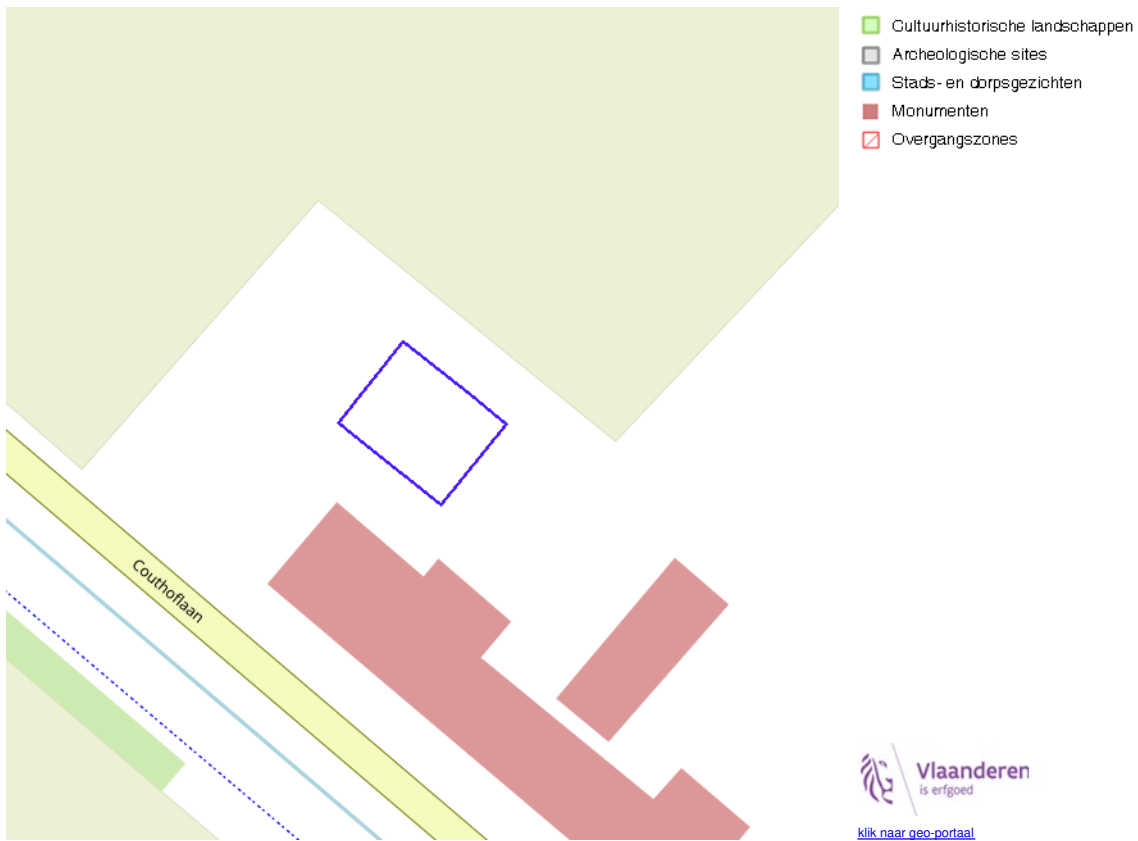 Cultuurhistorische landschappen
Archeologische sites
Stads- en dorpsgezichten
Monumenten
Overgangszones
Couthoflaan
Vlaanderen
is erfgoed
klik naar geo-portaal